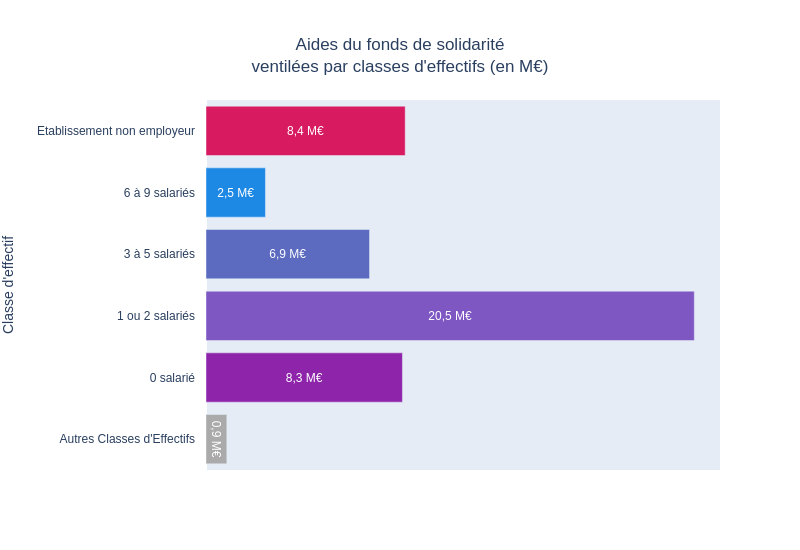 Aides du fonds de solidarité
ventilées par classes d'effectifs (en M€)
Classe d'effectif
Etablissement non employeur
8,4 M€
6 à 9 salariés
2,5 M€
3 à 5 salariés
6,9 M€
1 ou 2 salariés
20,5 M€
0 salarié
8,3 M€
Autres Classes d'Effectifs
0,9 M€